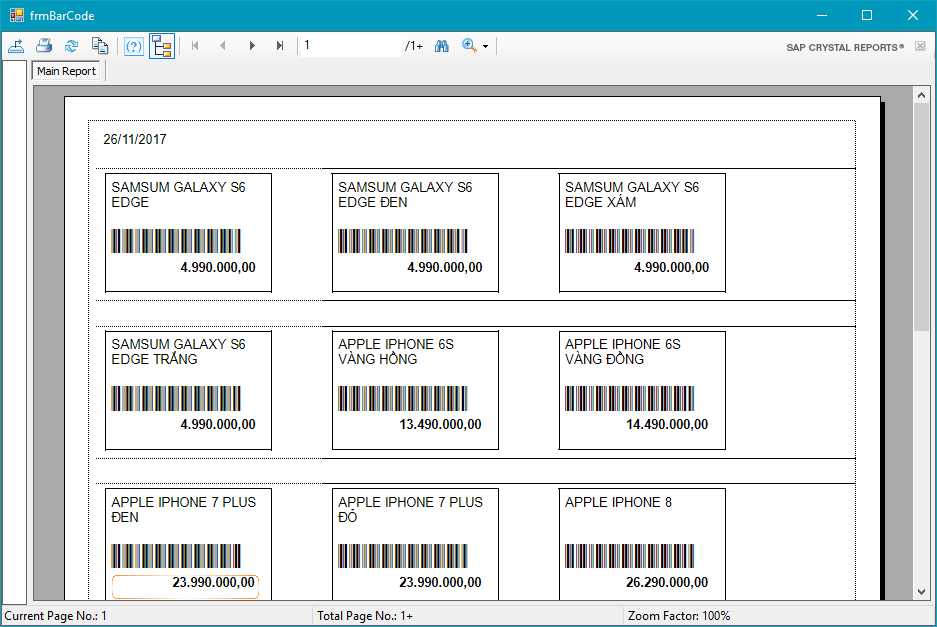 frmBarCode
1 /1+ SAP CRYSTAL REPORTS®
Main Report
26/11/2017
SAMSUM GALAXY S6
EDGE
4.990.000,00
SAMSUM GALAXY S6
EDGE ĐEN
4.990.000,00
SAMSUM GALAXY S6
EDGE XÁM
4.990.000,00
SAMSUM GALAXY S6
EDGE TRẮNG
4.990.000,00
APPLE IPHONE 6S
VÀNG HỒNG
13.490.000,00
APPLE IPHONE 6S
VÀNG ĐỒNG
14.490.000,00
APPLE IPHONE 7 PLUS
ĐEN
23.990.000,00
APPLE IPHONE 7 PLUS
ĐỎ
23.990.000,00
APPLE IPHONE 8
26.290.000,00
Current Page No.: 1 Total Page No.: 1+ Zoom Factor: 100%